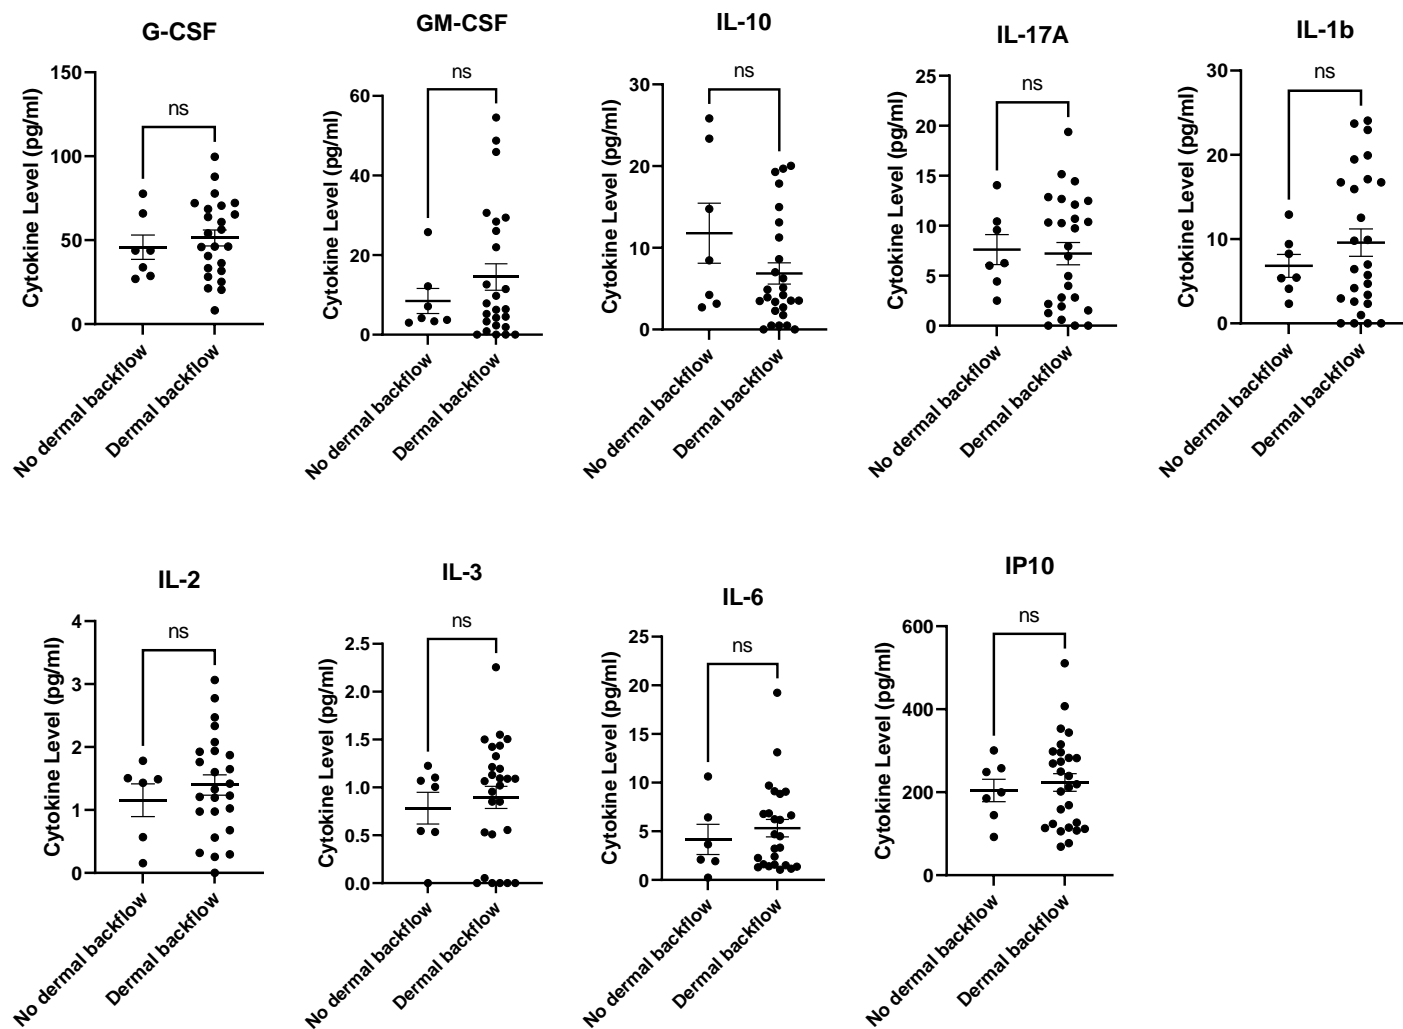 G-CSF
ns
Cytokine Level (pg/ml)
150
100
50
0
No dermal backflow
Dermal backflow
GM-CSF
ns
Cytokine Level (pg/ml)
60
40
20
0
No dermal backflow
Dermal backflow
IL-10
ns
Cytokine Level (pg/ml)
30
20
10
0
No dermal backflow
Dermal backflow
IL-17A
ns
Cytokine Level (pg/ml)
25
20
15
10
5
0
No dermal backflow
Dermal backflow
IL-1b
ns
Cytokine Level (pg/ml)
30
20
10
0
No dermal backflow
Dermal backflow
IL-2
ns
Cytokine Level (pg/ml)
4
3
2
1
0
No dermal backflow
Dermal backflow
IL-3
ns
Cytokine Level (pg/ml)
2.5
2.0
1.5
1.0
0.5
0.0
No dermal backflow
Dermal backflow
IL-6
ns
Cytokine Level (pg/ml)
25
20
15
10
5
0
No dermal backflow
Dermal backflow
IP10
ns
Cytokine Level (pg/ml)
600
400
200
0
No dermal backflow
Dermal backflow